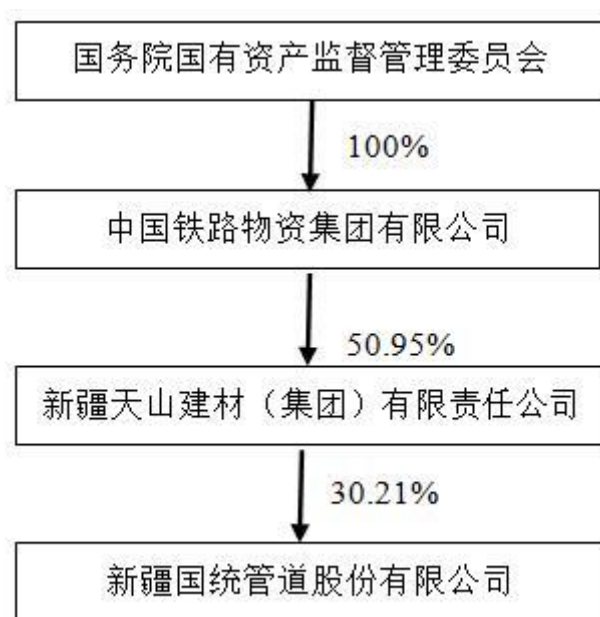 国务院国有资产监督管理委员会
100%
中国铁路物资集团有限公司
50.95%
新疆天山建材（集团）有限责任公司
30.21%
新疆国统管道股份有限公司